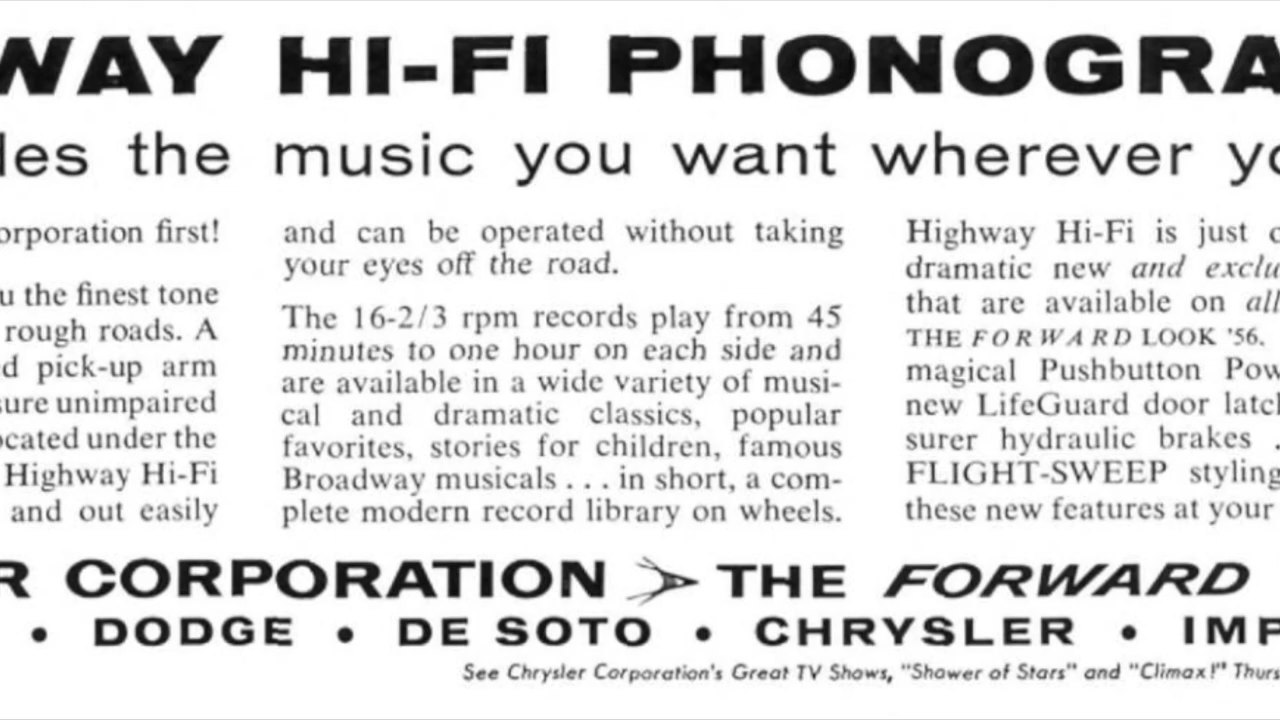 WAY HI-FI PHONOGRA
les the music you want wherever yo
orporation first!
u the finest tone
rough roads. A
d pick-up arm
sure unimpaired
ocated under the
Highway Hi-Fi
and out easily
and can be operated without taking
your eyes off the road.
The 16-2/3 rpm records play from 45
minutes to one hour on each side and
are available in a wide variety of musi-
cal and dramatic classics, popular
favorites, stories for children, famous
Broadway musicals . . . in short, a com-
plete modern record library on wheels.
Highway Hi-Fi is just o
dramatic new and exclu
that are available on all
THE FORWARD LOOK '56.
magical Pushbutton Pow
new LifeGuard door latch
surer hydraulic brakes .
FLIGHT-SWEEP styling
these new features at your
R CORPORATION THE FORWARD
• DODGE • DE SOTO • CHRYSLER • IMP
See Chrysler Corporation's Great TV Shows, "Shower of Stars" and "Climax!" Thurs